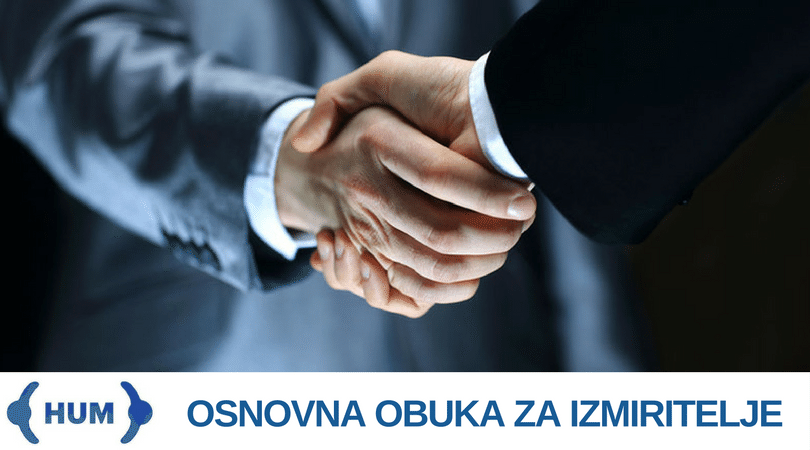 HUM
OSNOVNA OBUKA ZA IZMIRITELJE